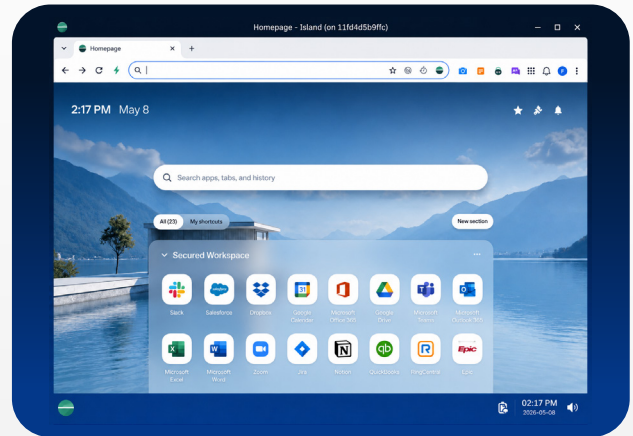 Homepage - Island (on 11fd4d5b9ffc)
Homepage
2:17 PM May 8
Search apps, tabs, and history
All (23) My shortcuts New section
Secured Workspace
31
Slack Salesforce Dropbox Google Calendar Microsoft Office 365 Google Drive Microsoft Teams Microsoft Outlook 365
Microsoft Excel Microsoft Word Zoom Jira Notion QuickBooks RingCentral Epic
02:17 PM
2026-05-08